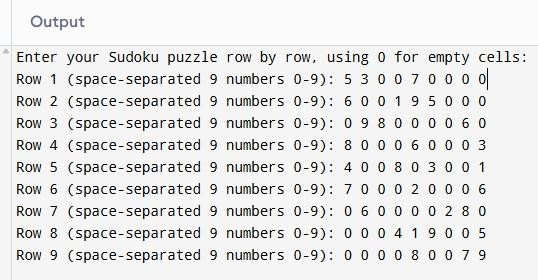 Output
Enter your Sudoku puzzle row by row, using 0 for empty cells:
Row 1 (space-separated 9 numbers 0-9): 5 3 0 0 7 0 0 0 0
Row 2 (space-separated 9 numbers 0-9): 6 0 0 1 9 5 0 0 0
Row 3 (space-separated 9 numbers 0-9): 0 9 8 0 0 0 0 6 0
Row 4 (space-separated 9 numbers 0-9): 8 0 0 0 6 0 0 0 3
Row 5 (space-separated 9 numbers 0-9): 4 0 0 8 0 3 0 0 1
Row 6 (space-separated 9 numbers 0-9): 7 0 0 0 2 0 0 0 6
Row 7 (space-separated 9 numbers 0-9): 0 6 0 0 0 0 2 8 0
Row 8 (space-separated 9 numbers 0-9): 0 0 0 4 1 9 0 0 5
Row 9 (space-separated 9 numbers 0-9): 0 0 0 0 8 0 0 7 9